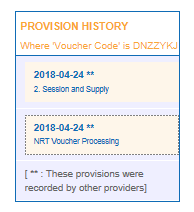 PROVISION HISTORY
Where 'Voucher Code' is DNZZYKJ
2018-04-24 **
2. Session and Supply
2018-04-24 **
NRT Voucher Processing
[ ** : These provisions were
recorded by other providers]